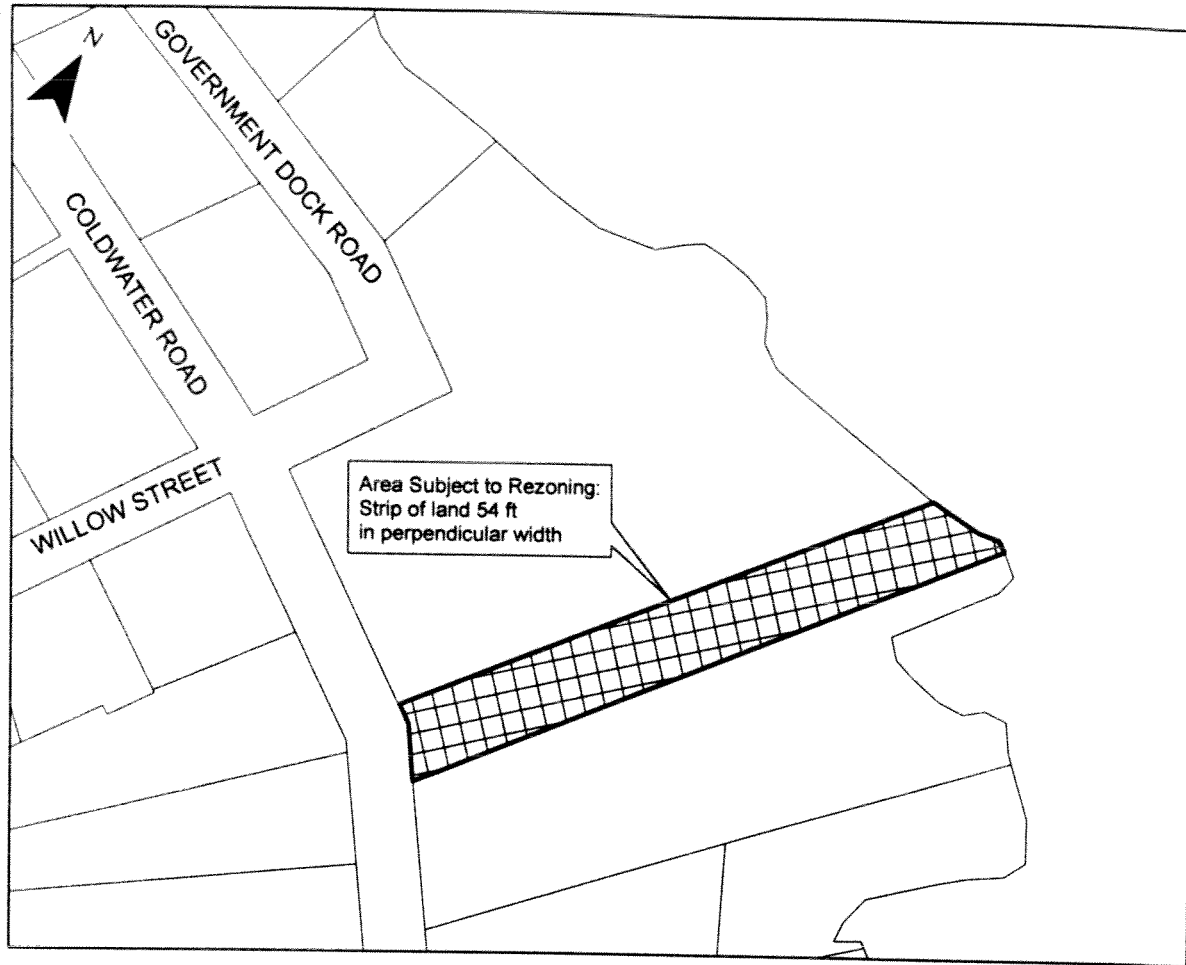 N
GOVERNMENT DOCK ROAD
COLDWATER ROAD
WILLOW STREET
Area Subject to Rezoning:
Strip of land 54 ft
in perpendicular width